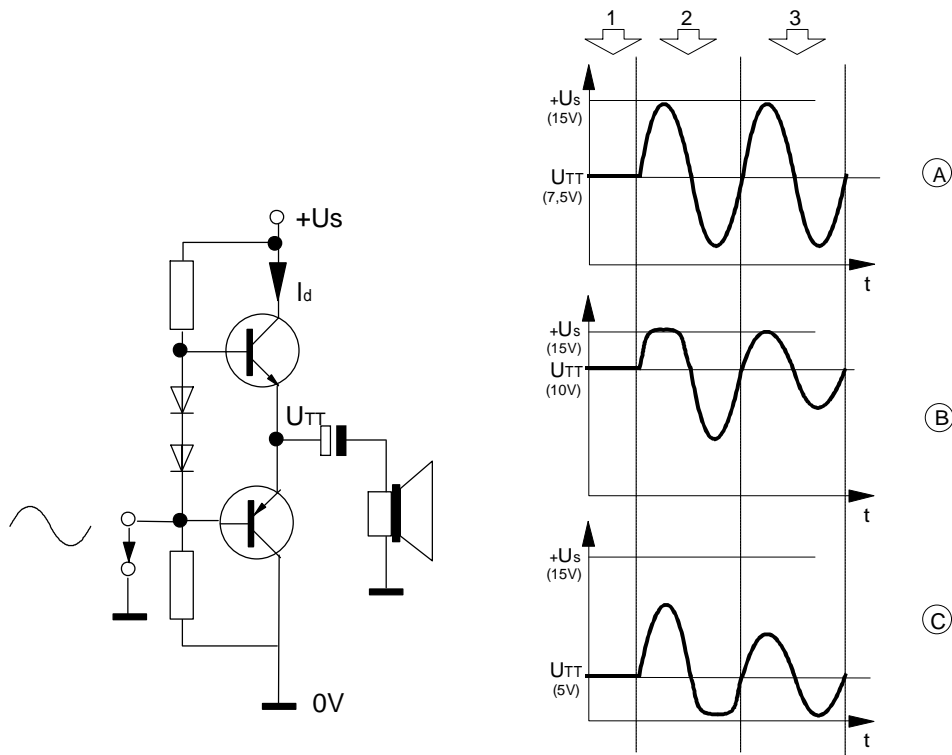 +Us
Id
UTT
0V
1 2 3
+Us
(15V)
UTT
(7,5V)
t
A
+Us
(15V)
UTT
(10V)
t
B
+Us
(15V)
UTT
(5V)
t
C